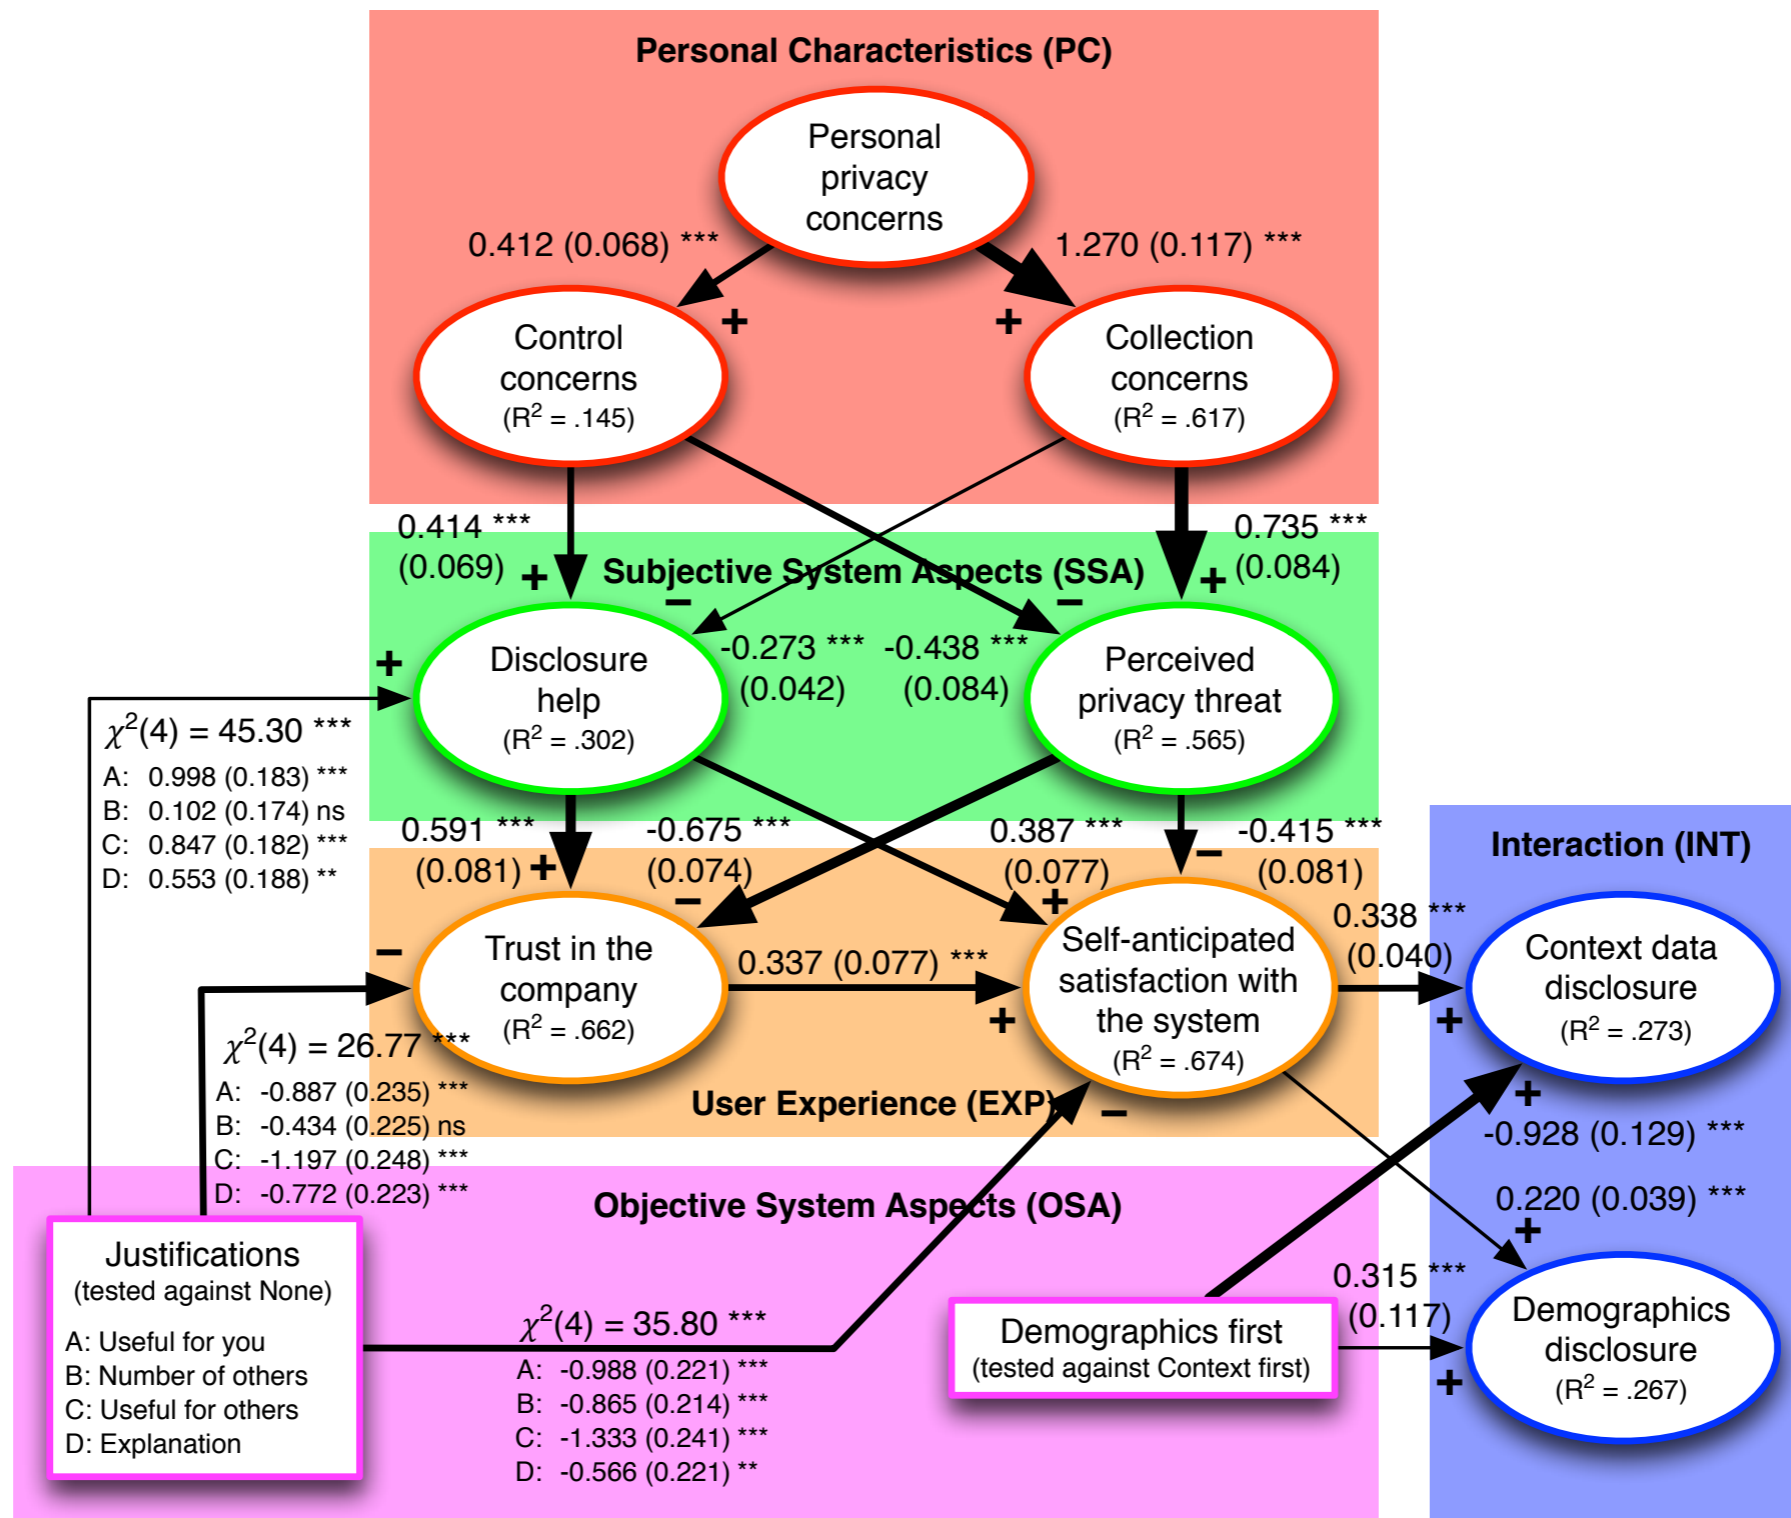 Personal Characteristics (PC)
Personal
privacy
concerns
0.412 (0.068) ***
1.270 (0.117) ***
+
+
Control
concerns
(R² = .145)
Collection
concerns
(R² = .617)
0.414 ***
(0.069)
+
0.735 ***
(0.084)
+
Subjective System Aspects (SSA)
−
−
+
Disclosure
help
(R² = .302)
-0.273 ***
(0.042)
-0.438 ***
(0.084)
Perceived
privacy threat
(R² = .565)
χ²(4) = 45.30 ***
A: 0.998 (0.183) ***
B: 0.102 (0.174) ns
C: 0.847 (0.182) ***
D: 0.553 (0.188) **
0.591 ***
(0.081)
+
-0.675 ***
(0.074)
−
0.387 ***
(0.077)
+
-0.415 ***
(0.081)
−
Interaction (INT)
−
Trust in the
company
(R² = .662)
0.337 (0.077) ***
+
Self-anticipated
satisfaction with
the system
(R² = .674)
0.338 ***
(0.040)
+
Context data
disclosure
(R² = .273)
χ²(4) = 26.77 ***
A: -0.887 (0.235) ***
B: -0.434 (0.225) ns
C: -1.197 (0.248) ***
D: -0.772 (0.223) ***
User Experience (EXP)
−
+
-0.928 (0.129) ***
0.220 (0.039) ***
+
Objective System Aspects (OSA)
Justifications
(tested against None)
A: Useful for you
B: Number of others
C: Useful for others
D: Explanation
χ²(4) = 35.80 ***
A: -0.988 (0.221) ***
B: -0.865 (0.214) ***
C: -1.333 (0.241) ***
D: -0.566 (0.221) **
Demographics first
(tested against Context first)
0.315 ***
(0.117)
+
Demographics
disclosure
(R² = .267)